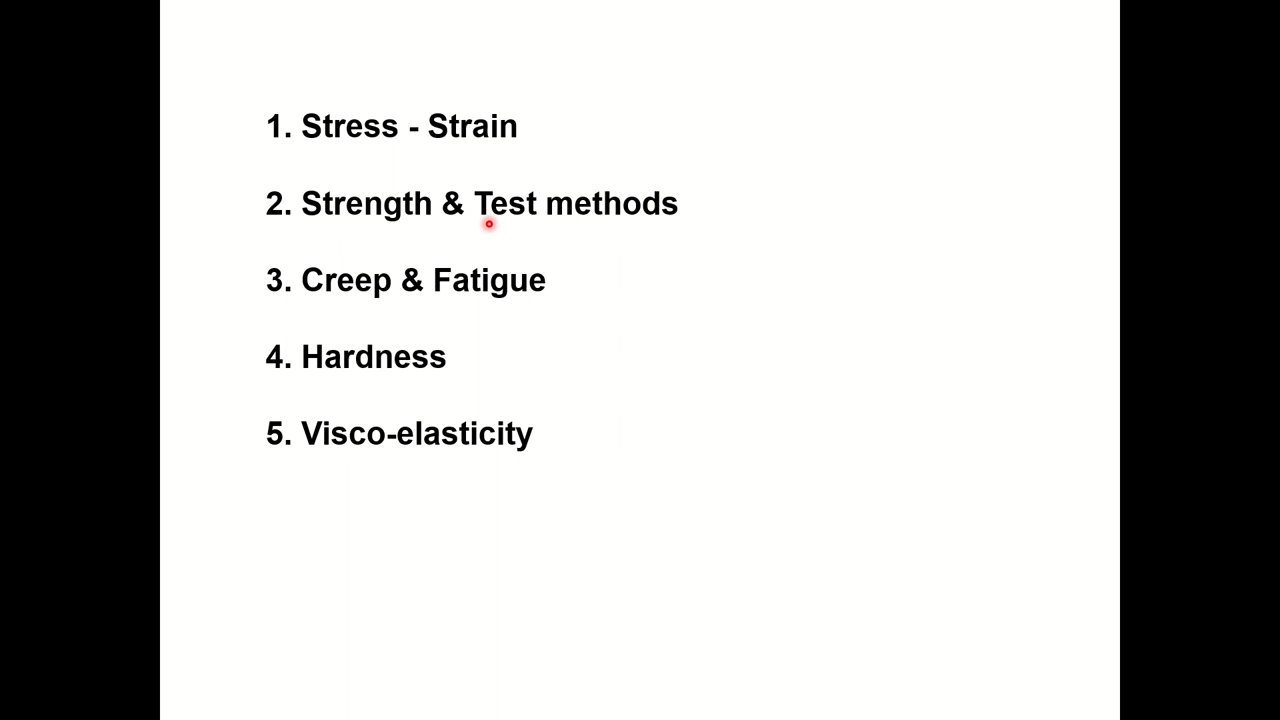 1. Stress - Strain
2. Strength & Test methods
3. Creep & Fatigue
4. Hardness
5. Visco-elasticity